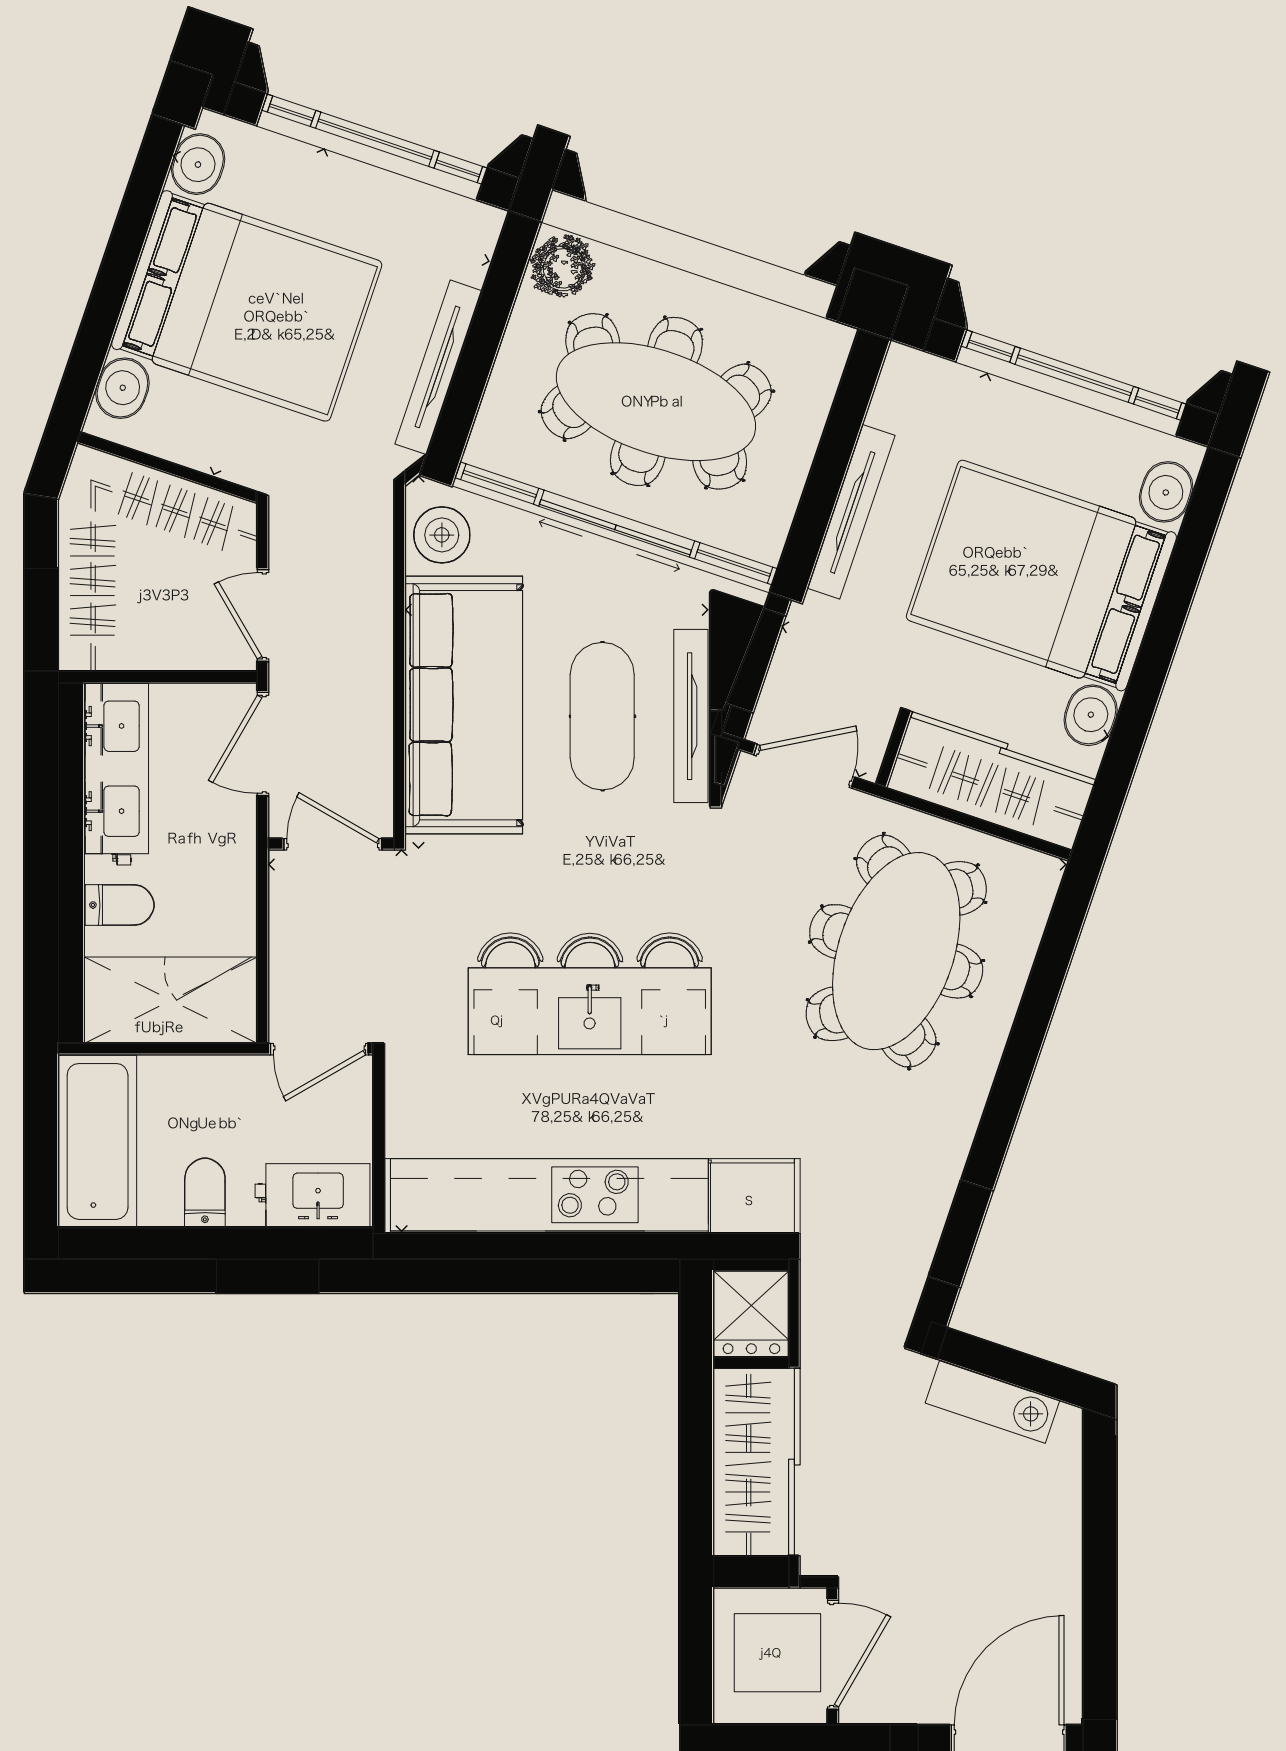 ceV`Nel
ORQebb`
E,2D& k65,25&
ONYPb al
ORQebb`
65,25& k67,29&
j3V3P3
Rafh VgR
YViVaT
E,25& k66,25&
Qj
`j
fUbjRe
XVgPURa4QVaVaT
78,25& k66,25&
ONgUe bb`
S
j4Q